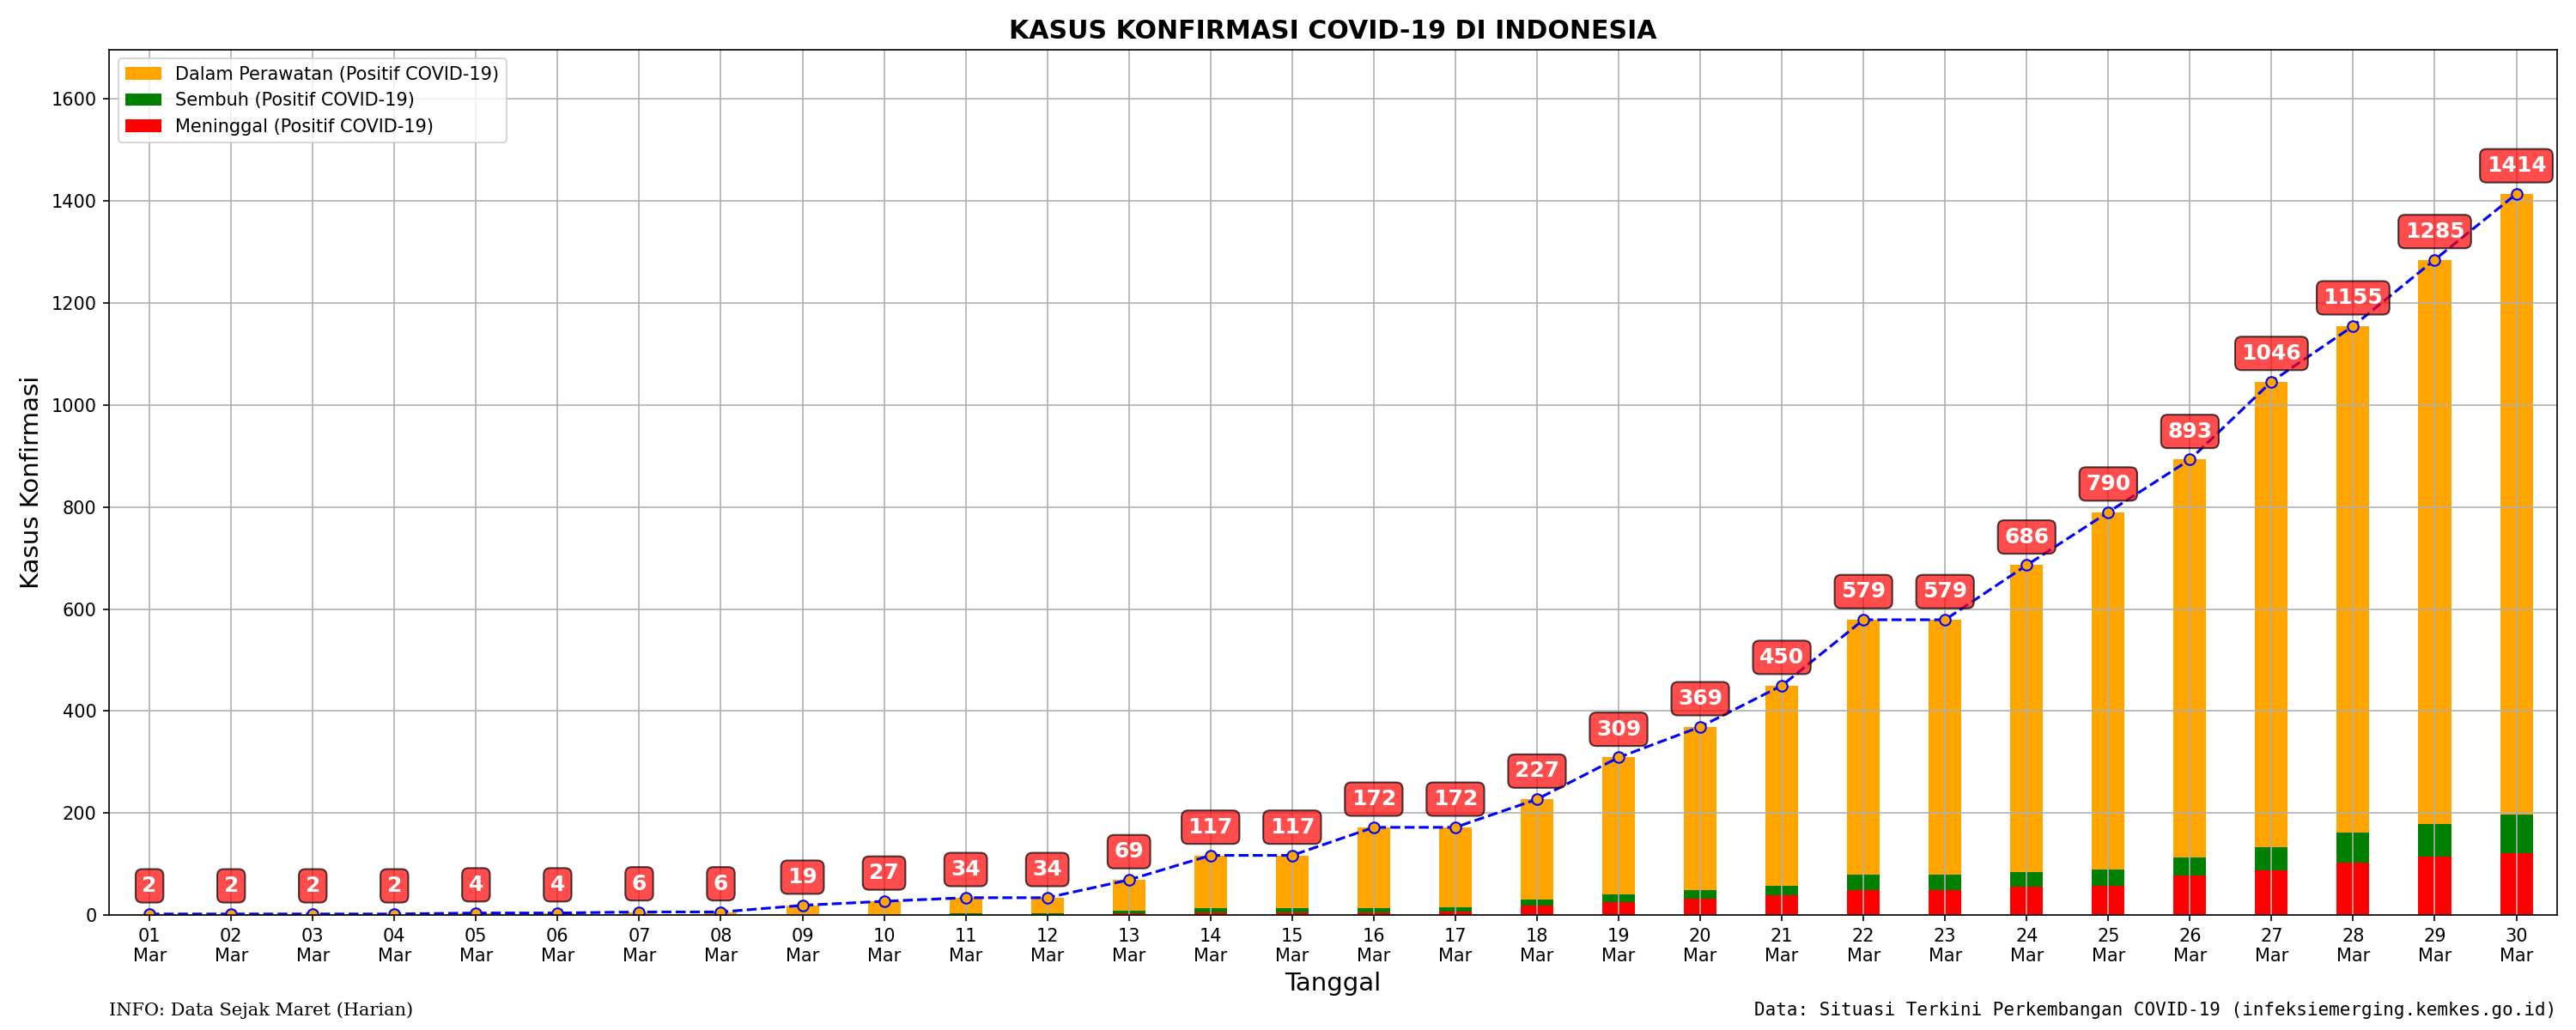 KASUS KONFIRMASI COVID-19 DI INDONESIA
Dalam Perawatan (Positif COVID-19)
Sembuh (Positif COVID-19)
Meninggal (Positif COVID-19)
Kasus Konfirmasi
1600
1400
1200
1000
800
600
400
200
0
2 2 2 2 4 4 6 6 19 27 34 34 69 117 117 172 172 227 309 369 450 579 579 686 790 893 1046 1155 1285 1414
01 02 03 04 05 06 07 08 09 10 11 12 13 14 15 16 17 18 19 20 21 22 23 24 25 26 27 28 29 30
Mar Mar Mar Mar Mar Mar Mar Mar Mar Mar Mar Mar Mar Mar Mar Mar Mar Mar Mar Mar Mar Mar Mar Mar Mar Mar Mar Mar Mar Mar
Tanggal
INFO: Data Sejak Maret (Harian)
Data: Situasi Terkini Perkembangan COVID-19 (infeksiemerging.kemkes.go.id)